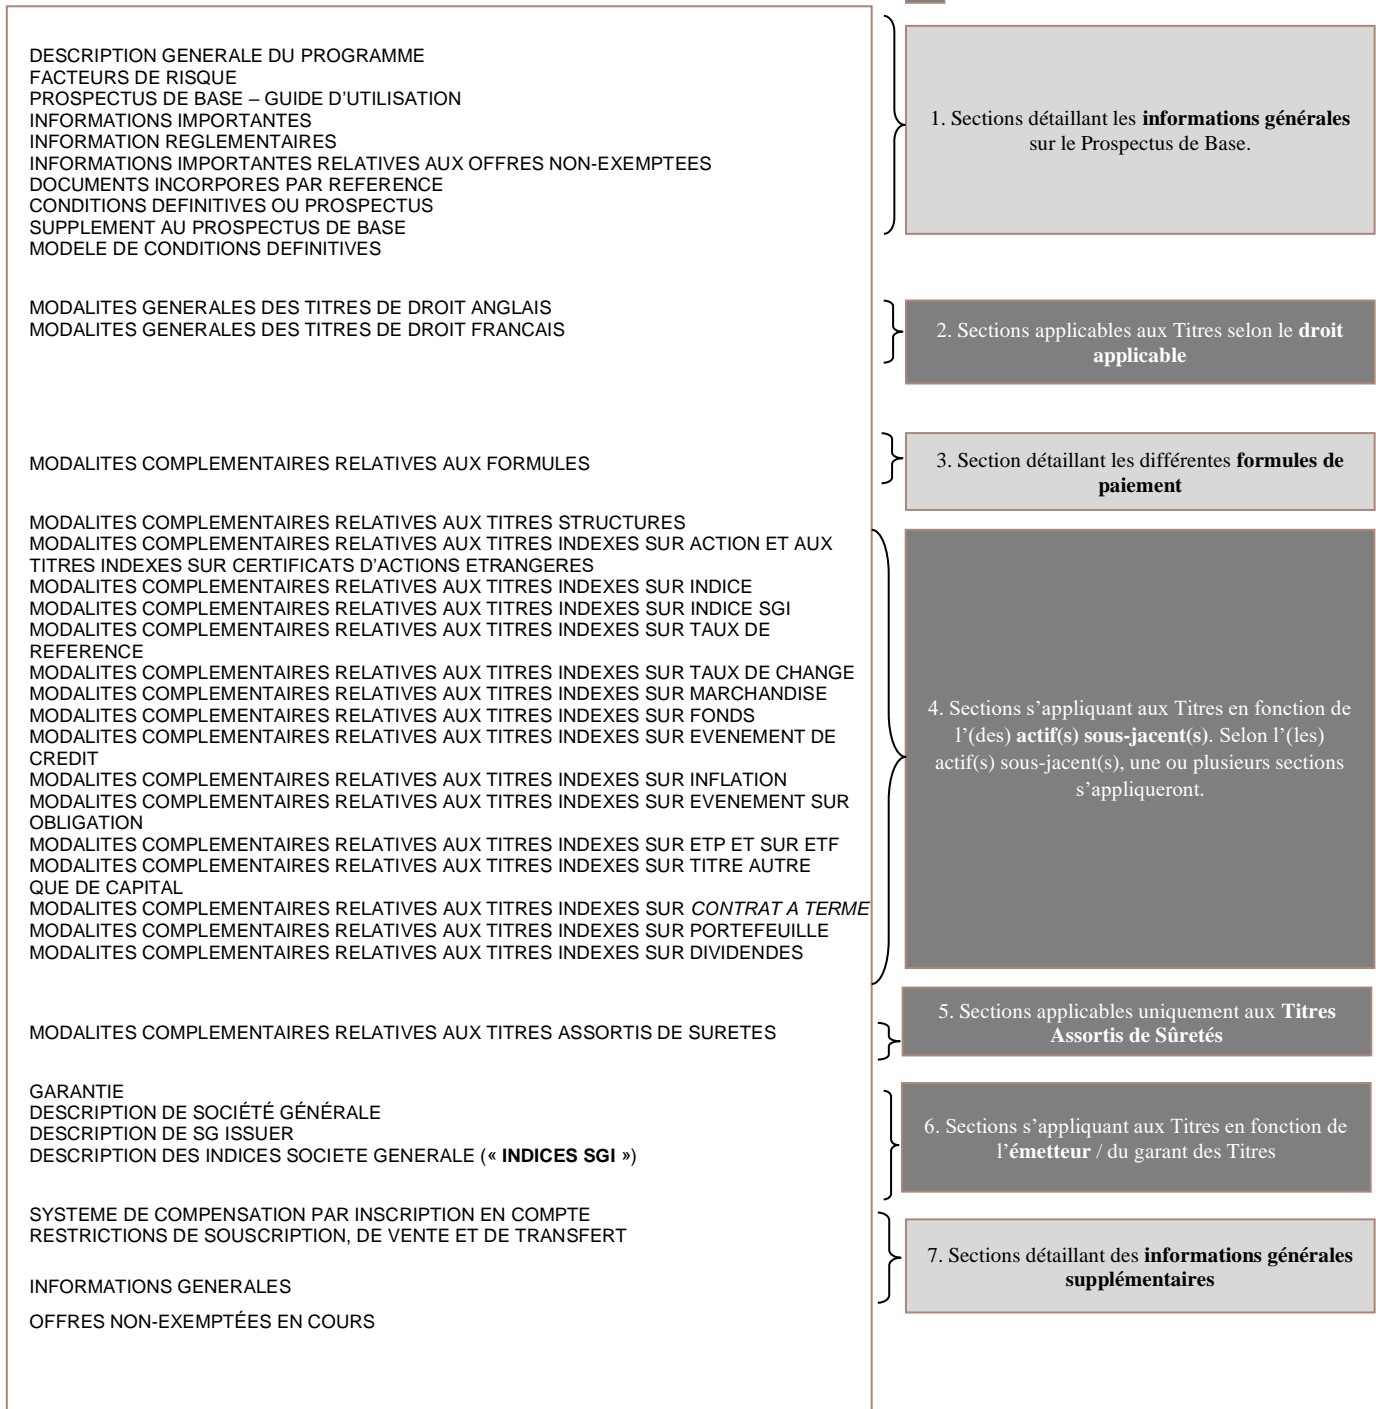 DESCRIPTION GENERALE DU PROGRAMME
FACTEURS DE RISQUE
PROSPECTUS DE BASE – GUIDE D'UTILISATION
INFORMATIONS IMPORTANTES
INFORMATION REGLEMENTAIRES
INFORMATIONS IMPORTANTES RELATIVES AUX OFFRES NON-EXEMPTEES
DOCUMENTS INCORPORES PAR REFERENCE
CONDITIONS DEFINITIVES OU PROSPECTUS
SUPPLEMENT AU PROSPECTUS DE BASE
MODELE DE CONDITIONS DEFINITIVES
1. Sections détaillant les informations générales
sur le Prospectus de Base.
MODALITES GENERALES DES TITRES DE DROIT ANGLAIS
MODALITES GENERALES DES TITRES DE DROIT FRANCAIS
2. Sections applicables aux Titres selon le droit
applicable
MODALITES COMPLEMENTAIRES RELATIVES AUX FORMULES
3. Section détaillant les différentes formules de
paiement
MODALITES COMPLEMENTAIRES RELATIVES AUX TITRES STRUCTURES
MODALITES COMPLEMENTAIRES RELATIVES AUX TITRES INDEXES SUR ACTION ET AUX
TITRES INDEXES SUR CERTIFICATS D'ACTIONS ETRANGERES
MODALITES COMPLEMENTAIRES RELATIVES AUX TITRES INDEXES SUR INDICE
MODALITES COMPLEMENTAIRES RELATIVES AUX TITRES INDEXES SUR INDICE SGI
MODALITES COMPLEMENTAIRES RELATIVES AUX TITRES INDEXES SUR TAUX DE
REFERENCE
MODALITES COMPLEMENTAIRES RELATIVES AUX TITRES INDEXES SUR TAUX DE CHANGE
MODALITES COMPLEMENTAIRES RELATIVES AUX TITRES INDEXES SUR MARCHANDISE
MODALITES COMPLEMENTAIRES RELATIVES AUX TITRES INDEXES SUR FONDS
MODALITES COMPLEMENTAIRES RELATIVES AUX TITRES INDEXES SUR EVENEMENT DE
CREDIT
MODALITES COMPLEMENTAIRES RELATIVES AUX TITRES INDEXES SUR INFLATION
MODALITES COMPLEMENTAIRES RELATIVES AUX TITRES INDEXES SUR EVENEMENT SUR
OBLIGATION
MODALITES COMPLEMENTAIRES RELATIVES AUX TITRES INDEXES SUR ETP ET SUR ETF
MODALITES COMPLEMENTAIRES RELATIVES AUX TITRES INDEXES SUR TITRE AUTRE
QUE DE CAPITAL
MODALITES COMPLEMENTAIRES RELATIVES AUX TITRES INDEXES SUR CONTRAT A TERME
MODALITES COMPLEMENTAIRES RELATIVES AUX TITRES INDEXES SUR PORTEFEUILLE
MODALITES COMPLEMENTAIRES RELATIVES AUX TITRES INDEXES SUR DIVIDENDES
4. Sections s'appliquant aux Titres en fonction de
l'(des) actif(s) sous-jacent(s). Selon l'(les)
actif(s) sous-jacent(s), une ou plusieurs sections
s'appliqueront.
MODALITES COMPLEMENTAIRES RELATIVES AUX TITRES ASSORTIS DE SURETES
5. Sections applicables uniquement aux Titres
Assortis de Sûretés
GARANTIE
DESCRIPTION DE SOCIÉTÉ GÉNÉRALE
DESCRIPTION DE SG ISSUER
DESCRIPTION DES INDICES SOCIETE GENERALE (« INDICES SGI »)
6. Sections s'appliquant aux Titres en fonction de
l'émetteur / du garant des Titres
SYSTEME DE COMPENSATION PAR INSCRIPTION EN COMPTE
RESTRICTIONS DE SOUSCRIPTION, DE VENTE ET DE TRANSFERT
INFORMATIONS GENERALES
OFFRES NON-EXEMPTÉES EN COURS
7. Sections détaillant des informations générales
supplémentaires